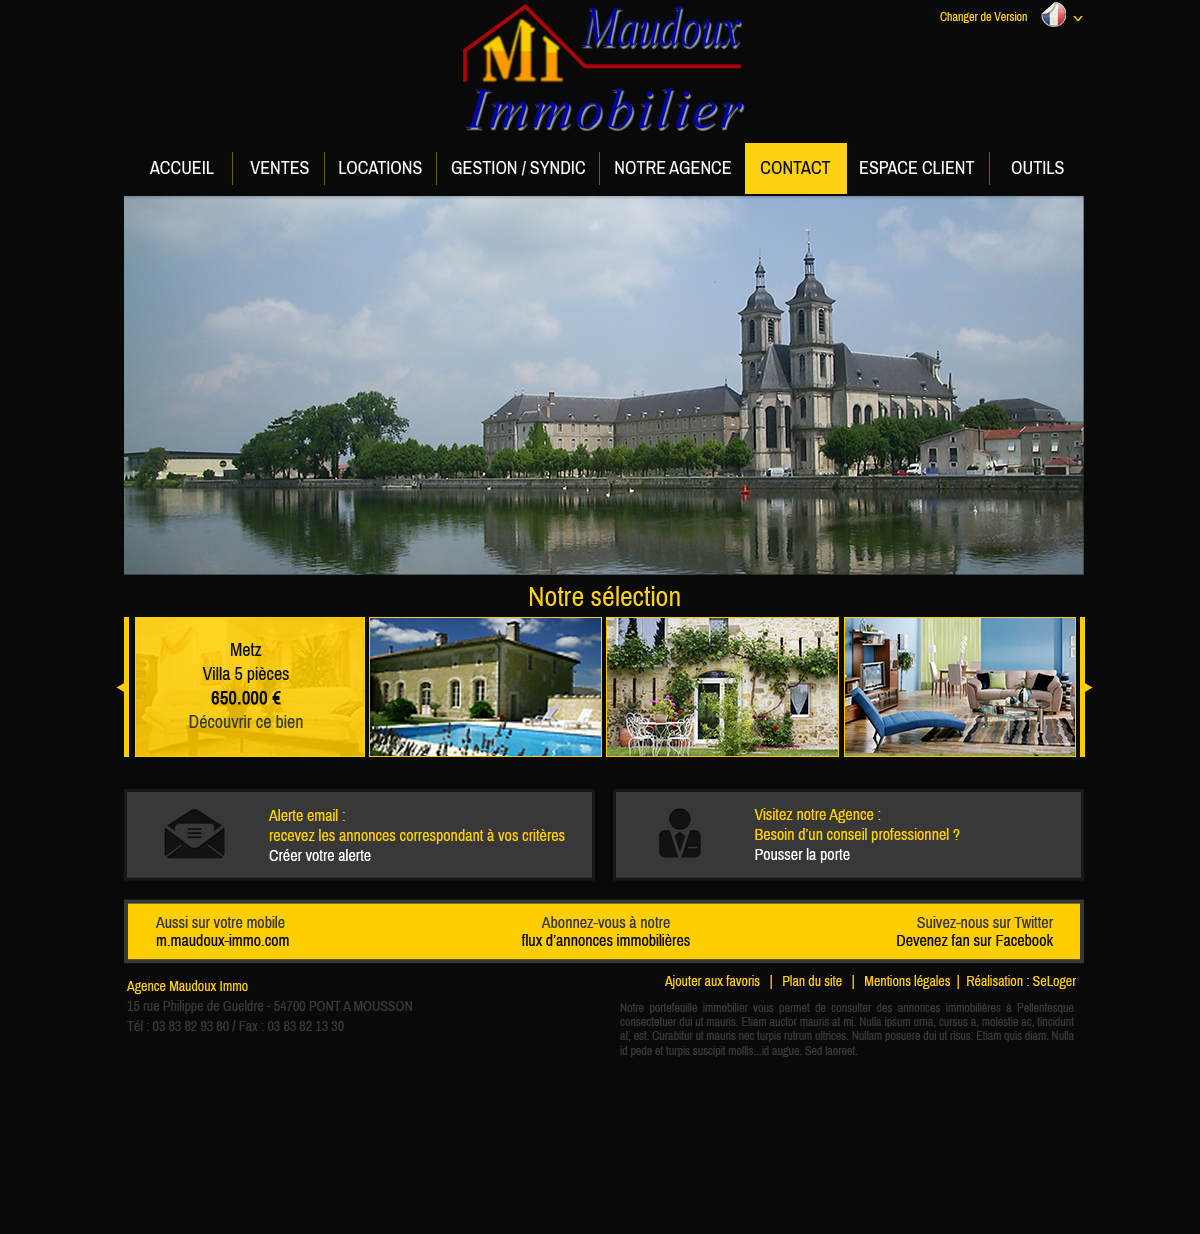 Changer de Version
MI Maudoux
Immobilier
ACCUEIL VENTES LOCATIONS GESTION / SYNDIC NOTRE AGENCE CONTACT ESPACE CLIENT OUTILS
Notre sélection
Metz
Villa 5 pièces
650.000 €
Découvrir ce bien
Alerte email :
recevez les annonces correspondant à vos critères
Créer votre alerte
Visitez notre Agence :
Besoin d'un conseil professionnel ?
Pousser la porte
Aussi sur votre mobile
m.maudoux-immo.com
Abonnez-vous à notre
flux d'annonces immobilières
Suivez-nous sur Twitter
Devenez fan sur Facebook
Agence Maudoux Immo
15 rue Philippe de Gueldre - 54700 PONT A MOUSSON
Tél : 03 83 82 93 80 / Fax : 03 83 82 13 30
Ajouter aux favoris | Plan du site | Mentions légales | Réalisation : SeLoger
Notre portefeuille immobilier vous permet de consulter des annonces immobilières à Pellentesque
consectetuer dui ut mauris. Etiam auctor mauris at mi. Nulla ipsum urna, cursus a, molestie ac, tincidunt
at, est. Curabitur ut mauris nec turpis rutrum ultrices. Nullam posuere dui ut risus. Etiam quis diam. Nulla
id pede et turpis suscipit mollis...id augue. Sed laoreet.